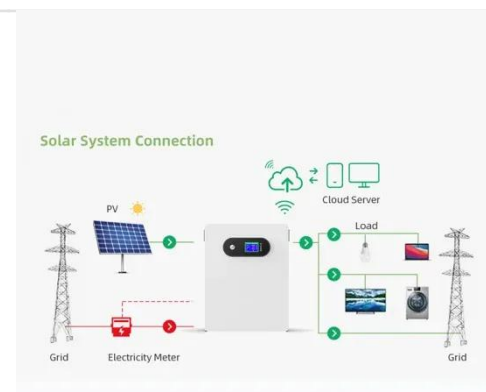 Solar System Connection
Cloud Server
PV
Load
Grid
Electricity Meter
Grid